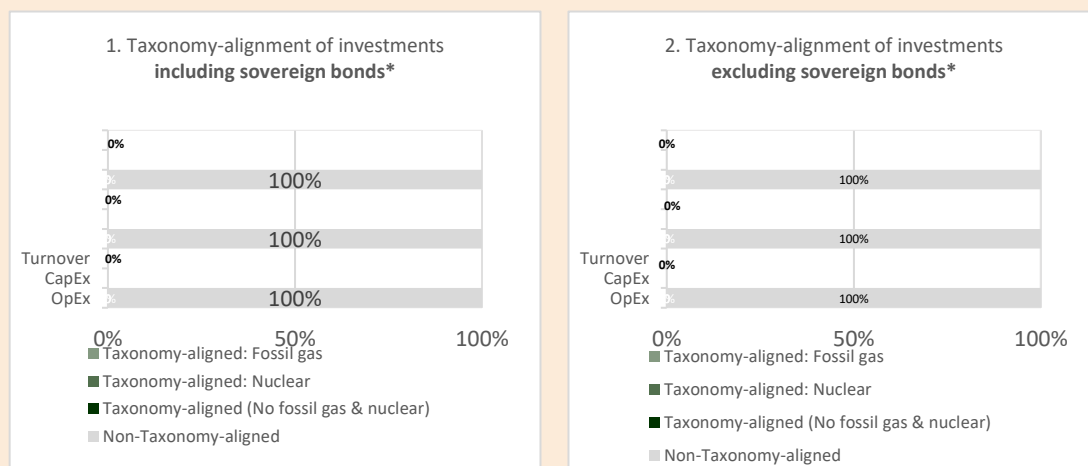 1. Taxonomy-alignment of investments
including sovereign bonds*
0%
100%
0%
100%
Turnover 0%
CapEx
OpEx 100%
0% 50% 100%
Taxonomy-aligned: Fossil gas
Taxonomy-aligned: Nuclear
Taxonomy-aligned (No fossil gas & nuclear)
Non-Taxonomy-aligned
2. Taxonomy-alignment of investments
excluding sovereign bonds*
0%
100%
0%
100%
Turnover 0%
CapEx
OpEx 100%
0% 50% 100%
Taxonomy-aligned: Fossil gas
Taxonomy-aligned: Nuclear
Taxonomy-aligned (No fossil gas & nuclear)
Non-Taxonomy-aligned